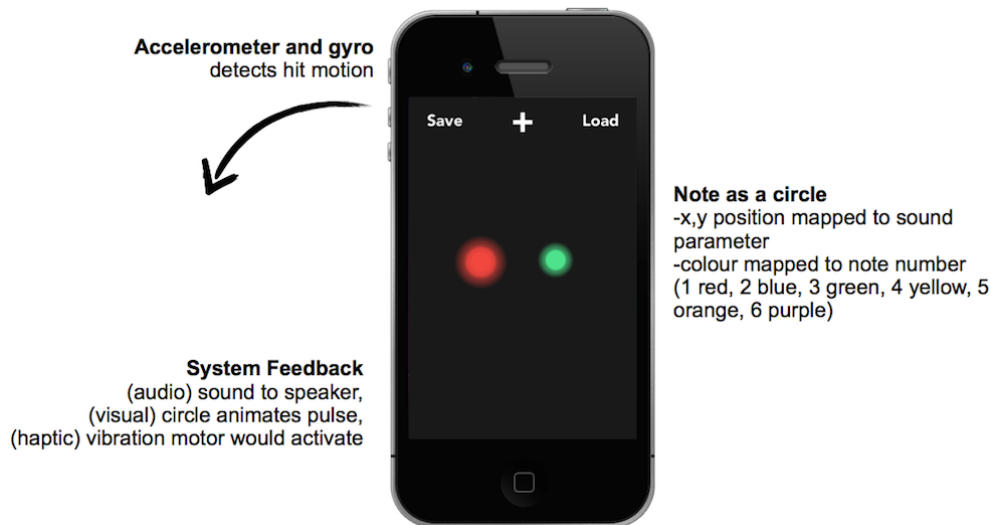 Accelerometer and gyro
detects hit motion
Save + Load
Note as a circle
-x,y position mapped to sound
parameter
-colour mapped to note number
(1 red, 2 blue, 3 green, 4 yellow, 5
orange, 6 purple)
System Feedback
(audio) sound to speaker,
(visual) circle animates pulse,
(haptic) vibration motor would activate